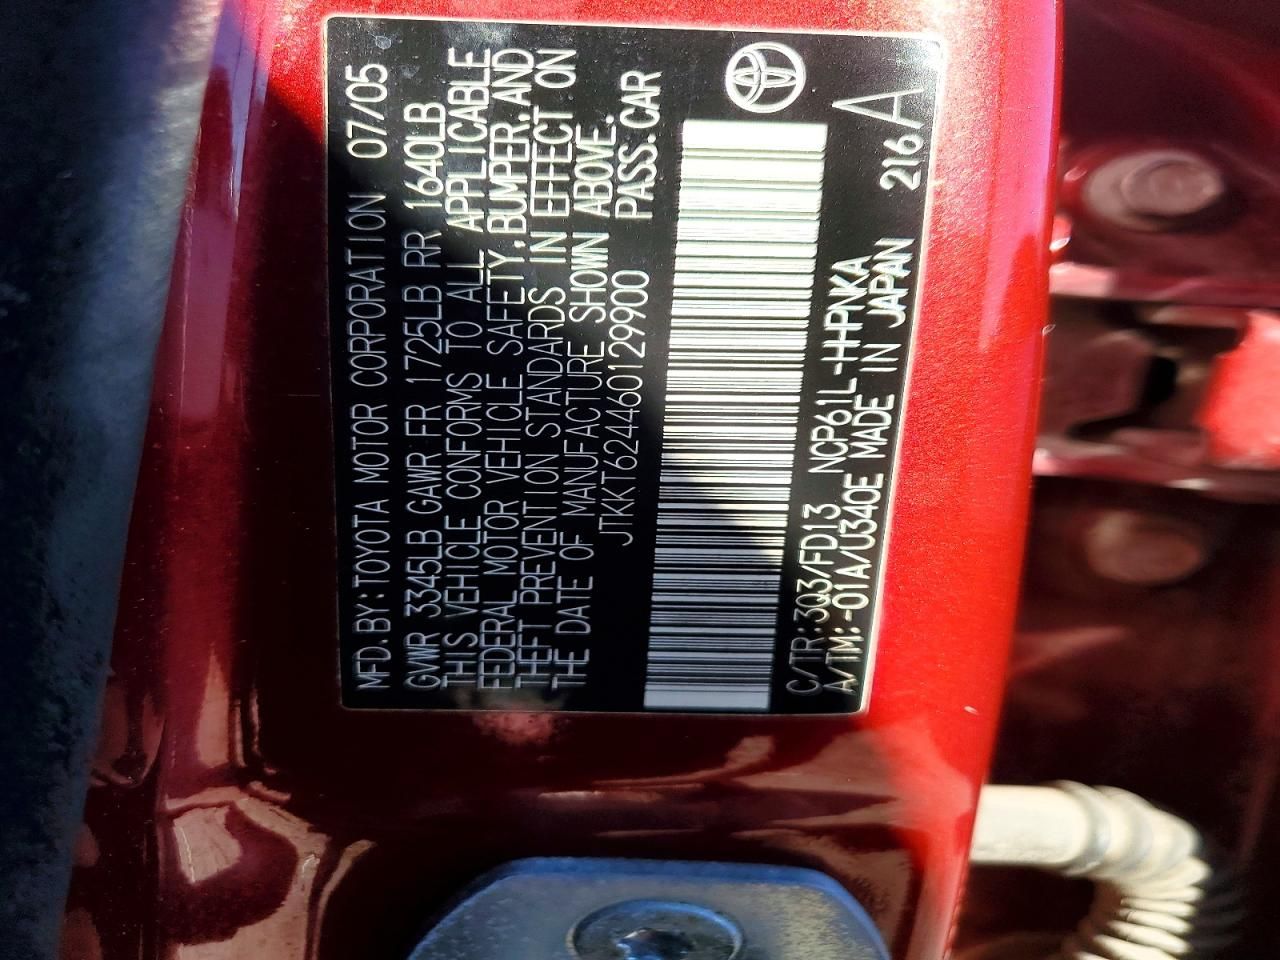 MFD.BY:TOYOTA MOTOR CORPORATION 07/05
GVWR 3345LB GAWR FR 1725LB RR 1640LB
THIS VEHICLE CONFORMS TO ALL APPLICABLE
FEDERAL MOTOR VEHICLE SAFETY,BUMPER,AND
THEFT PREVENTION STANDARDS IN EFFECT ON
THE DATE OF MANUFACTURE SHOWN ABOVE.
JTKKT624460129900 PASS.CAR
C/TR:3Q3/FD13 NCP61L-HHPNKA
A/TM:-01A/U340E MADE IN JAPAN 216A